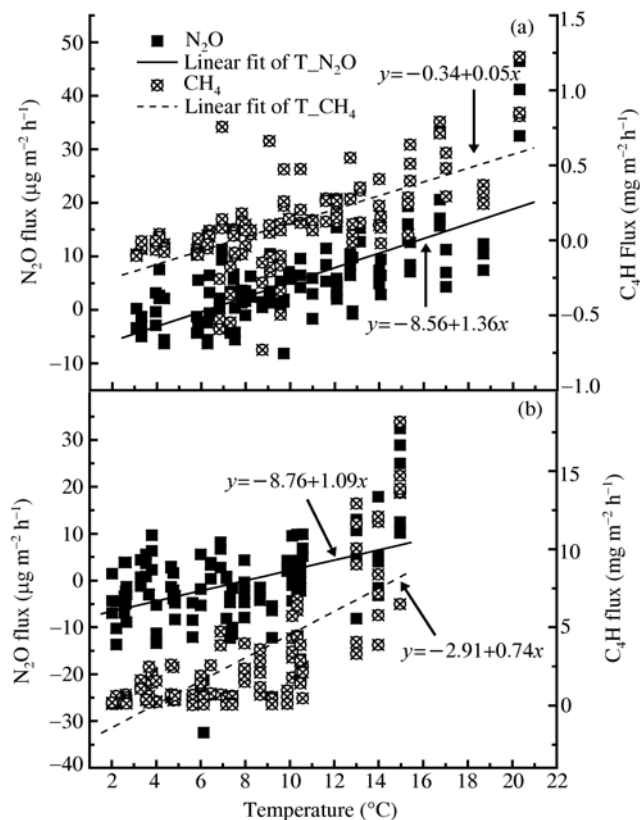 (a)
N₂O
Linear fit of T_N₂O
CH₄
Linear fit of T_CH₄
y=−0.34+0.05x
y=−8.56+1.36x
50
40
30
20
10
0
−10
N₂O flux (μg m⁻² h⁻¹)
1.5
1.0
0.5
0.0
−0.5
−1.0
C₄H Flux (mg m⁻² h⁻¹)
(b)
y=−8.76+1.09x
y=−2.91+0.74x
30
20
10
0
−10
−20
−30
−40
N₂O flux (μg m⁻² h⁻¹)
15
10
5
0
C₄H flux (mg m⁻² h⁻¹)
2 4 6 8 10 12 14 16 18 20 22
Temperature (°C)